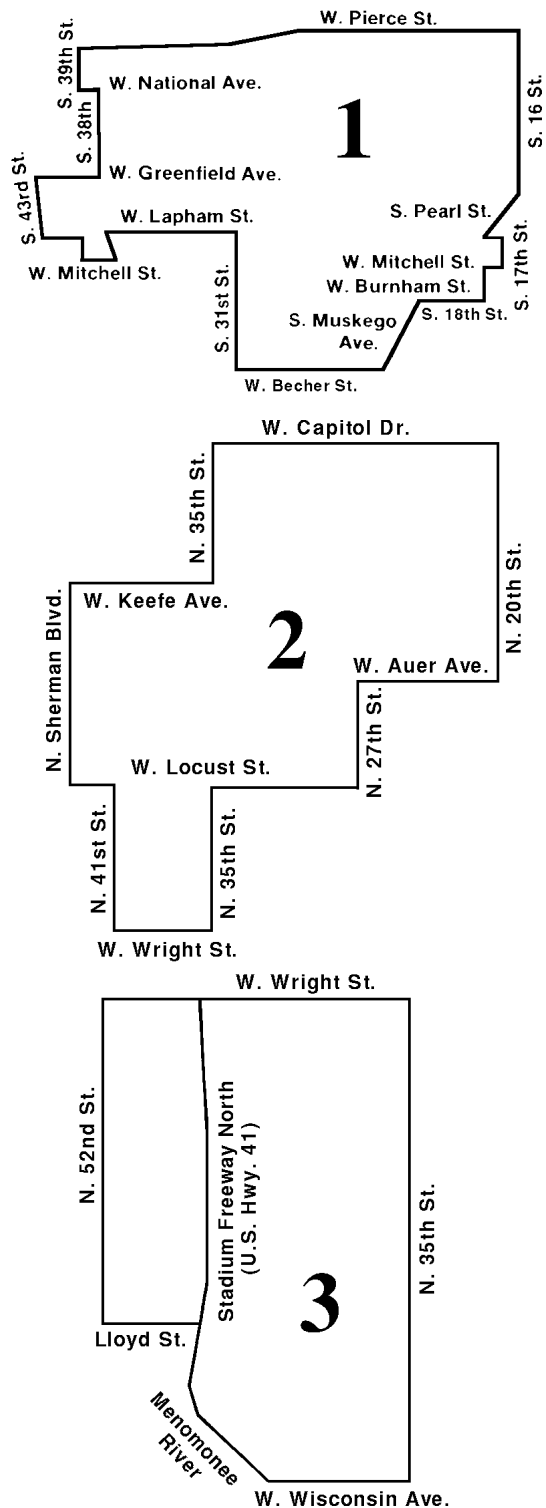 W. Pierce St.
S. 39th St.
W. National Ave.
S. 38th
S. 16 St.
1
W. Greenfield Ave.
S. 43rd St.
W. Lapham St.
S. Pearl St.
W. Mitchell St.
W. Mitchell St.
S. 17th St.
W. Burnham St.
S. 31st St.
S. 18th St.
S. Muskego
Ave.
W. Becher St.
W. Capitol Dr.
N. 35th St.
N. 20th St.
W. Keefe Ave.
2
N. Sherman Blvd.
W. Auer Ave.
N. 27th St.
W. Locust St.
N. 41st St.
N. 35th St.
W. Wright St.
W. Wright St.
N. 52nd St.
Stadium Freeway North
(U.S. Hwy. 41)
N. 35th St.
3
Lloyd St.
Menomonee
River
W. Wisconsin Ave.